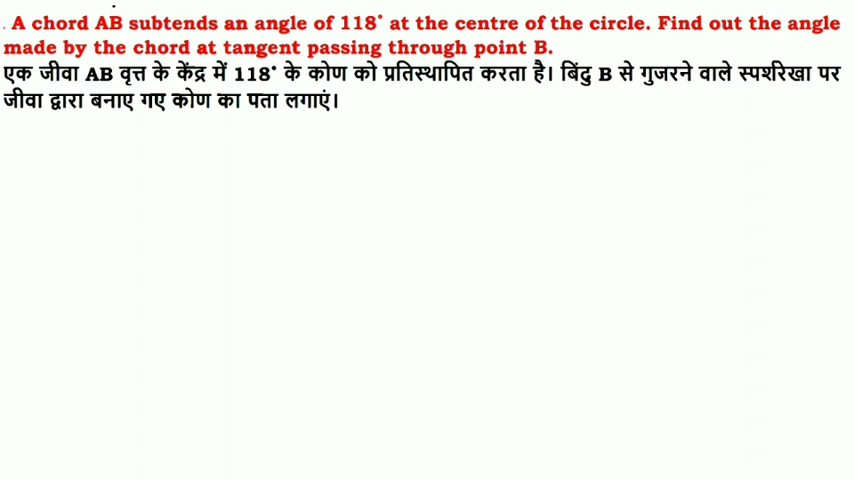 . A chord AB subtends an angle of 118° at the centre of the circle. Find out the angle
made by the chord at tangent passing through point B.
एक जीवा AB वृत्त के केंद्र में 118° के कोण को प्रतिस्थापित करता है। बिंदु B से गुजरने वाले स्पर्शरेखा पर
जीवा द्वारा बनाए गए कोण का पता लगाएं।